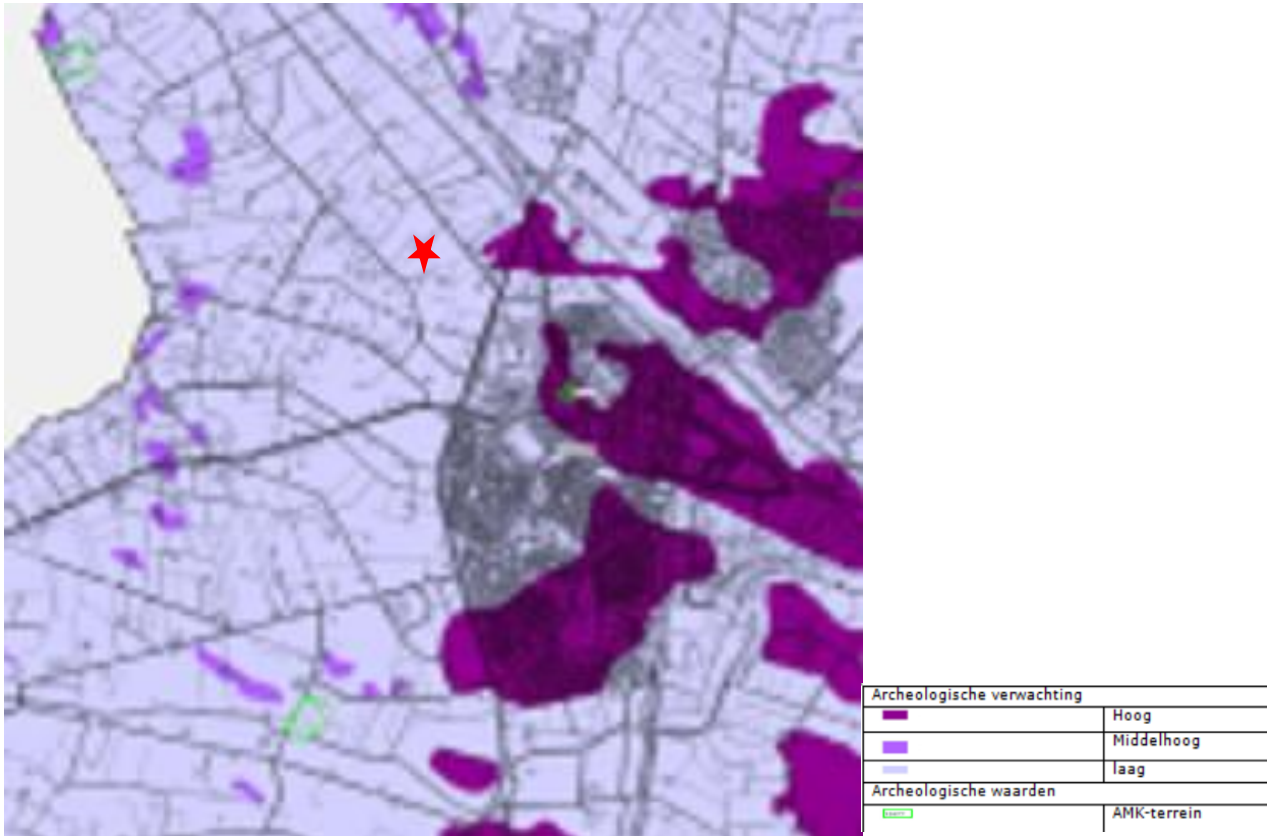 Archeologische verwachting
Hoog
Middelhoog
laag
Archeologische waarden
AMK-terrein